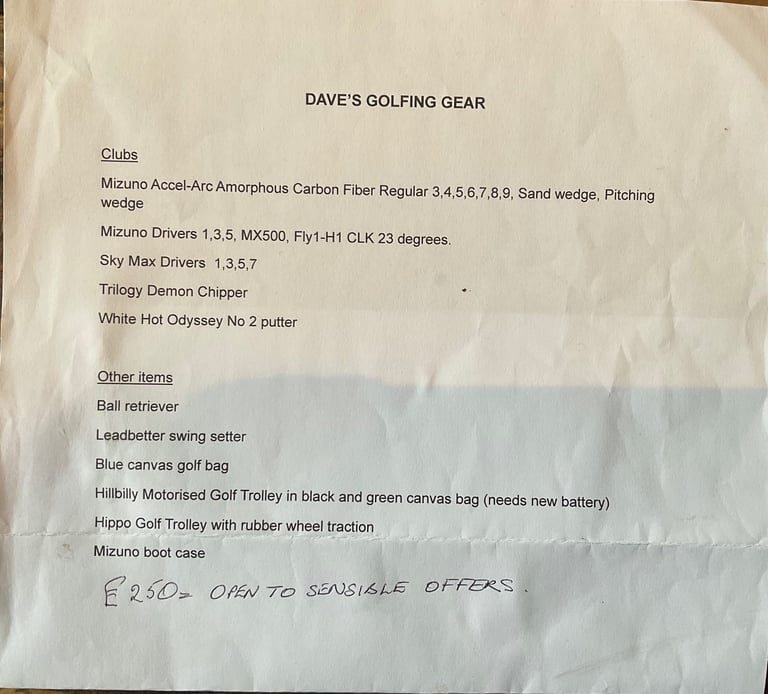 DAVE'S GOLFING GEAR
Clubs
Mizuno Accel-Arc Amorphous Carbon Fiber Regular 3,4,5,6,7,8,9, Sand wedge, Pitching
wedge
Mizuno Drivers 1,3,5, MX500, Fly1-H1 CLK 23 degrees.
Sky Max Drivers 1,3,5,7
Trilogy Demon Chipper
White Hot Odyssey No 2 putter
Other items
Ball retriever
Leadbetter swing setter
Blue canvas golf bag
Hillbilly Motorised Golf Trolley in black and green canvas bag (needs new battery)
Hippo Golf Trolley with rubber wheel traction
Mizuno boot case
£250= OPEN TO SENSIBLE OFFERS.